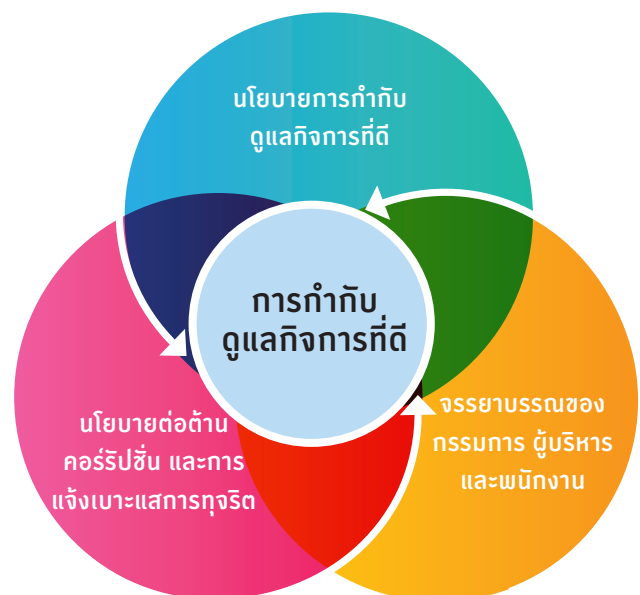 นโยบายการกำกับ
ดูแลกิจการที่ดี
การกำกับ
ดูแลกิจการที่ดี
นโยบายต่อต้าน
คอร์รัปชั่น และการ
แจ้งเบาะแสการทุจริต
จรรยาบรรณของ
กรรมการ ผู้บริหาร
และพนักงาน